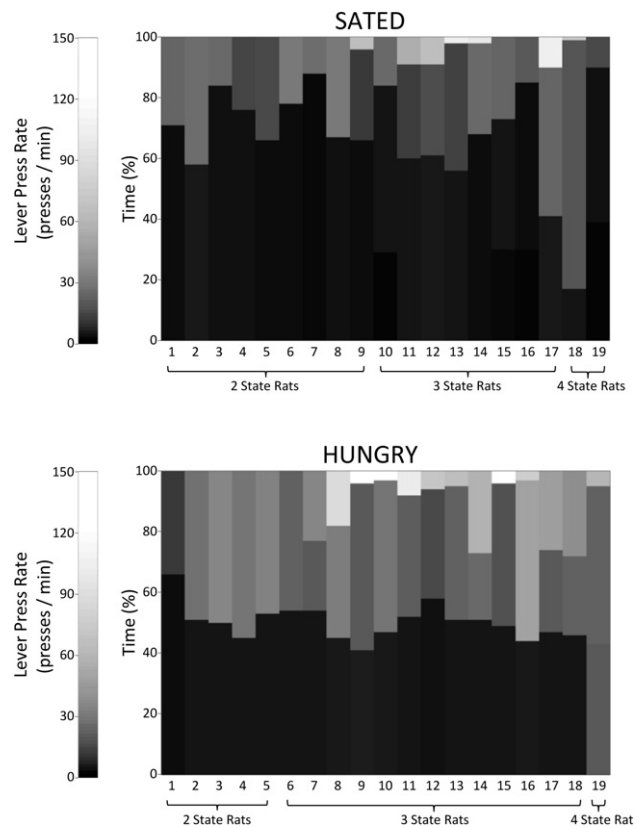 SATED
Lever Press Rate
(presses / min)
150
120
90
60
30
0
Time (%)
100
80
60
40
20
0
1 2 3 4 5 6 7 8 9 10 11 12 13 14 15 16 17 18 19
2 State Rats 3 State Rats 4 State Rats
HUNGRY
Lever Press Rate
(presses / min)
150
120
90
60
30
0
Time (%)
100
80
60
40
20
0
1 2 3 4 5 6 7 8 9 10 11 12 13 14 15 16 17 18 19
2 State Rats 3 State Rats 4 State Rat